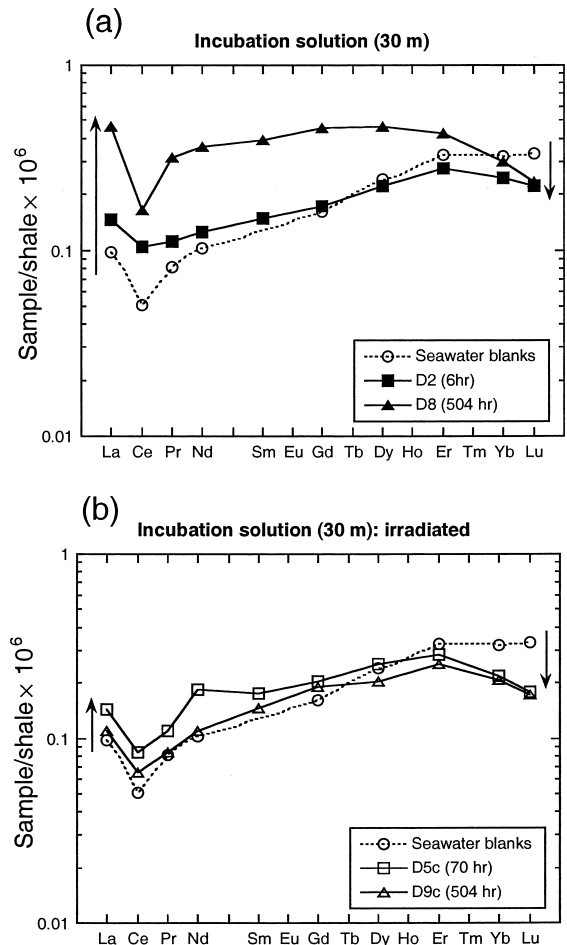 (a)
Incubation solution (30 m)
Sample/shale × 10⁶
1
0.1
0.01
Seawater blanks
D2 (6hr)
D8 (504 hr)
La Ce Pr Nd Sm Eu Gd Tb Dy Ho Er Tm Yb Lu
(b)
Incubation solution (30 m): irradiated
Sample/shale × 10⁶
1
0.1
0.01
Seawater blanks
D5c (70 hr)
D9c (504 hr)
La Ce Pr Nd Sm Eu Gd Tb Dy Ho Er Tm Yb Lu